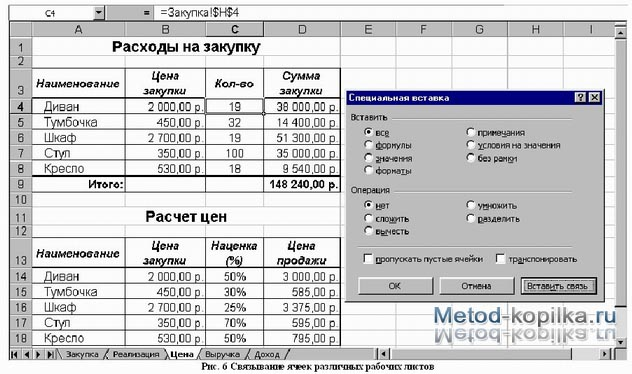 C4 = =Закупка!$H$4
A B C D E F G H I
1 Расходы на закупку
2
3 Наименование Цена закупки Кол-во Сумма закупки
4 Диван 2 000,00 р. 19 38 000,00 р.
5 Тумбочка 450,00 р. 32 14 400,00 р.
6 Шкаф 2 700,00 р. 19 51 300,00 р.
7 Стул 350,00 р. 100 35 000,00 р.
8 Кресло 530,00 р. 18 9 540,00 р.
9 Итого: 148 240,00 р.
10
11 Расчет цен
12
13 Наименование Цена закупки Наценка (%) Цена продажи
14 Диван 2 000,00 р. 50% 3 000,00 р.
15 Тумбочка 450,00 р. 30% 585,00 р.
16 Шкаф 2 700,00 р. 25% 3 375,00 р.
17 Стул 350,00 р. 70% 595,00 р.
18 Кресло 530,00 р. 50% 795,00 р.
Закупка Реализация Цена Выручка Доход
Специальная вставка ? ×
Вставить
все примечания
формулы условия на значения
значения без рамки
форматы
Операция
нет умножить
сложить разделить
вычесть
пропускать пустые ячейки транспонировать
ОК Отмена Вставить связь
Metod-kopilka.ru
Рис. 6 Связывание ячеек различных рабочих листов